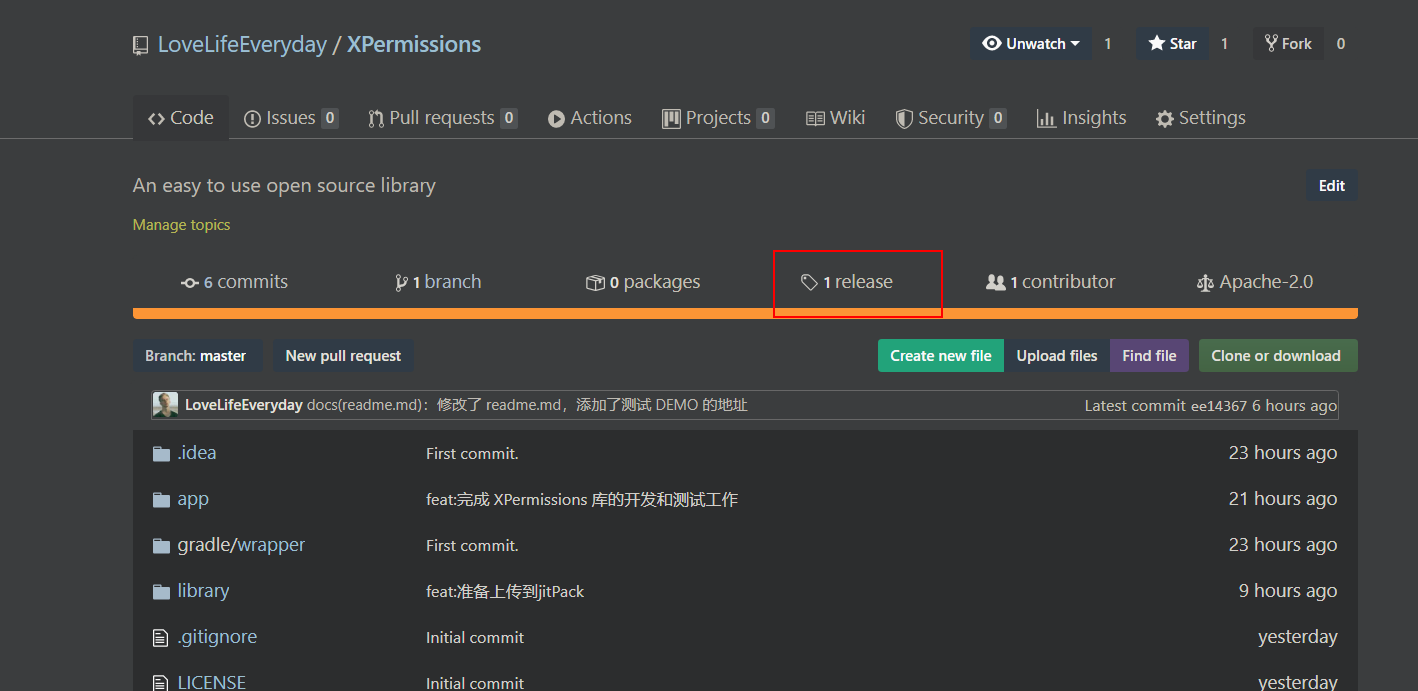 LoveLifeEveryday / XPermissions Unwatch 1 Star 1 Fork 0
Code Issues 0 Pull requests 0 Actions Projects 0 Wiki Security 0 Insights Settings
An easy to use open source library Edit
Manage topics
6 commits 1 branch 0 packages 1 release 1 contributor Apache-2.0
Branch: master New pull request Create new file Upload files Find file Clone or download
LoveLifeEveryday docs(readme.md)：修改了 readme.md，添加了测试 DEMO 的地址 Latest commit ee14367 6 hours ago
.idea First commit. 23 hours ago
app feat:完成 XPermissions 库的开发和测试工作 21 hours ago
gradle/wrapper First commit. 23 hours ago
library feat:准备上传到jitPack 9 hours ago
.gitignore Initial commit yesterday
LICENSE Initial commit yesterday